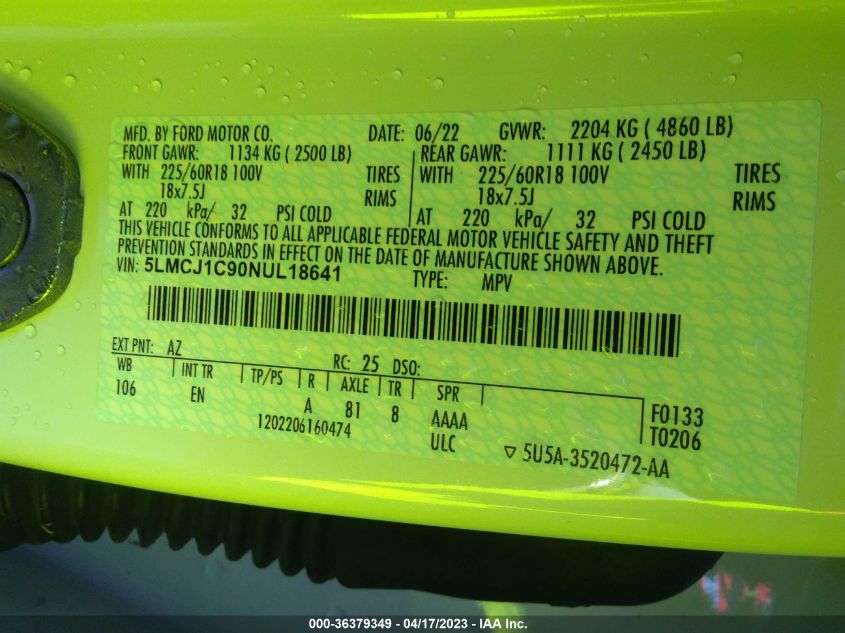 MFD. BY FORD MOTOR CO. DATE: 06/22 GVWR: 2204 KG ( 4860 LB)
FRONT GAWR: 1134 KG ( 2500 LB) REAR GAWR: 1111 KG ( 2450 LB)
WITH 225/60R18 100V TIRES WITH 225/60R18 100V TIRES
18x7.5J RIMS 18x7.5J RIMS
AT 220 kPa/ 32 PSI COLD AT 220 kPa/ 32 PSI COLD
THIS VEHICLE CONFORMS TO ALL APPLICABLE FEDERAL MOTOR VEHICLE SAFETY AND THEFT
PREVENTION STANDARDS IN EFFECT ON THE DATE OF MANUFACTURE SHOWN ABOVE.
VIN: 5LMCJ1C90NUL18641 TYPE: MPV
EXT PNT: AZ RC: 25 DSO:
WB INT TR TP/PS R AXLE TR SPR
106 EN A 81 8 AAAA F0133
1202206160474 ULC T0206
▽ 5U5A-3520472-AA
000-36379349 - 04/17/2023 - IAA Inc.